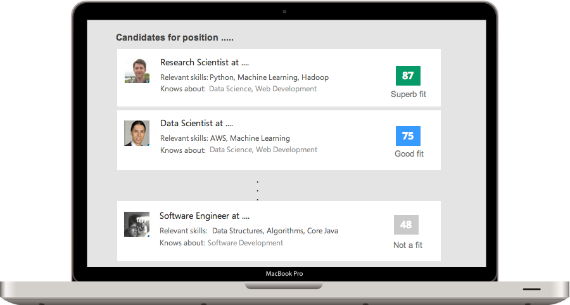 Candidates for position .....
Research Scientist at ....
Relevant skills: Python, Machine Learning, Hadoop
Knows about: Data Science, Web Development
87
Superb fit
Data Scientist at ....
Relevant skills: AWS, Machine Learning
Knows about: Data Science, Web Development
75
Good fit
Software Engineer at ....
Relevant skills: Data Structures, Algorithms, Core Java
Knows about: Software Development
48
Not a fit
MacBook Pro